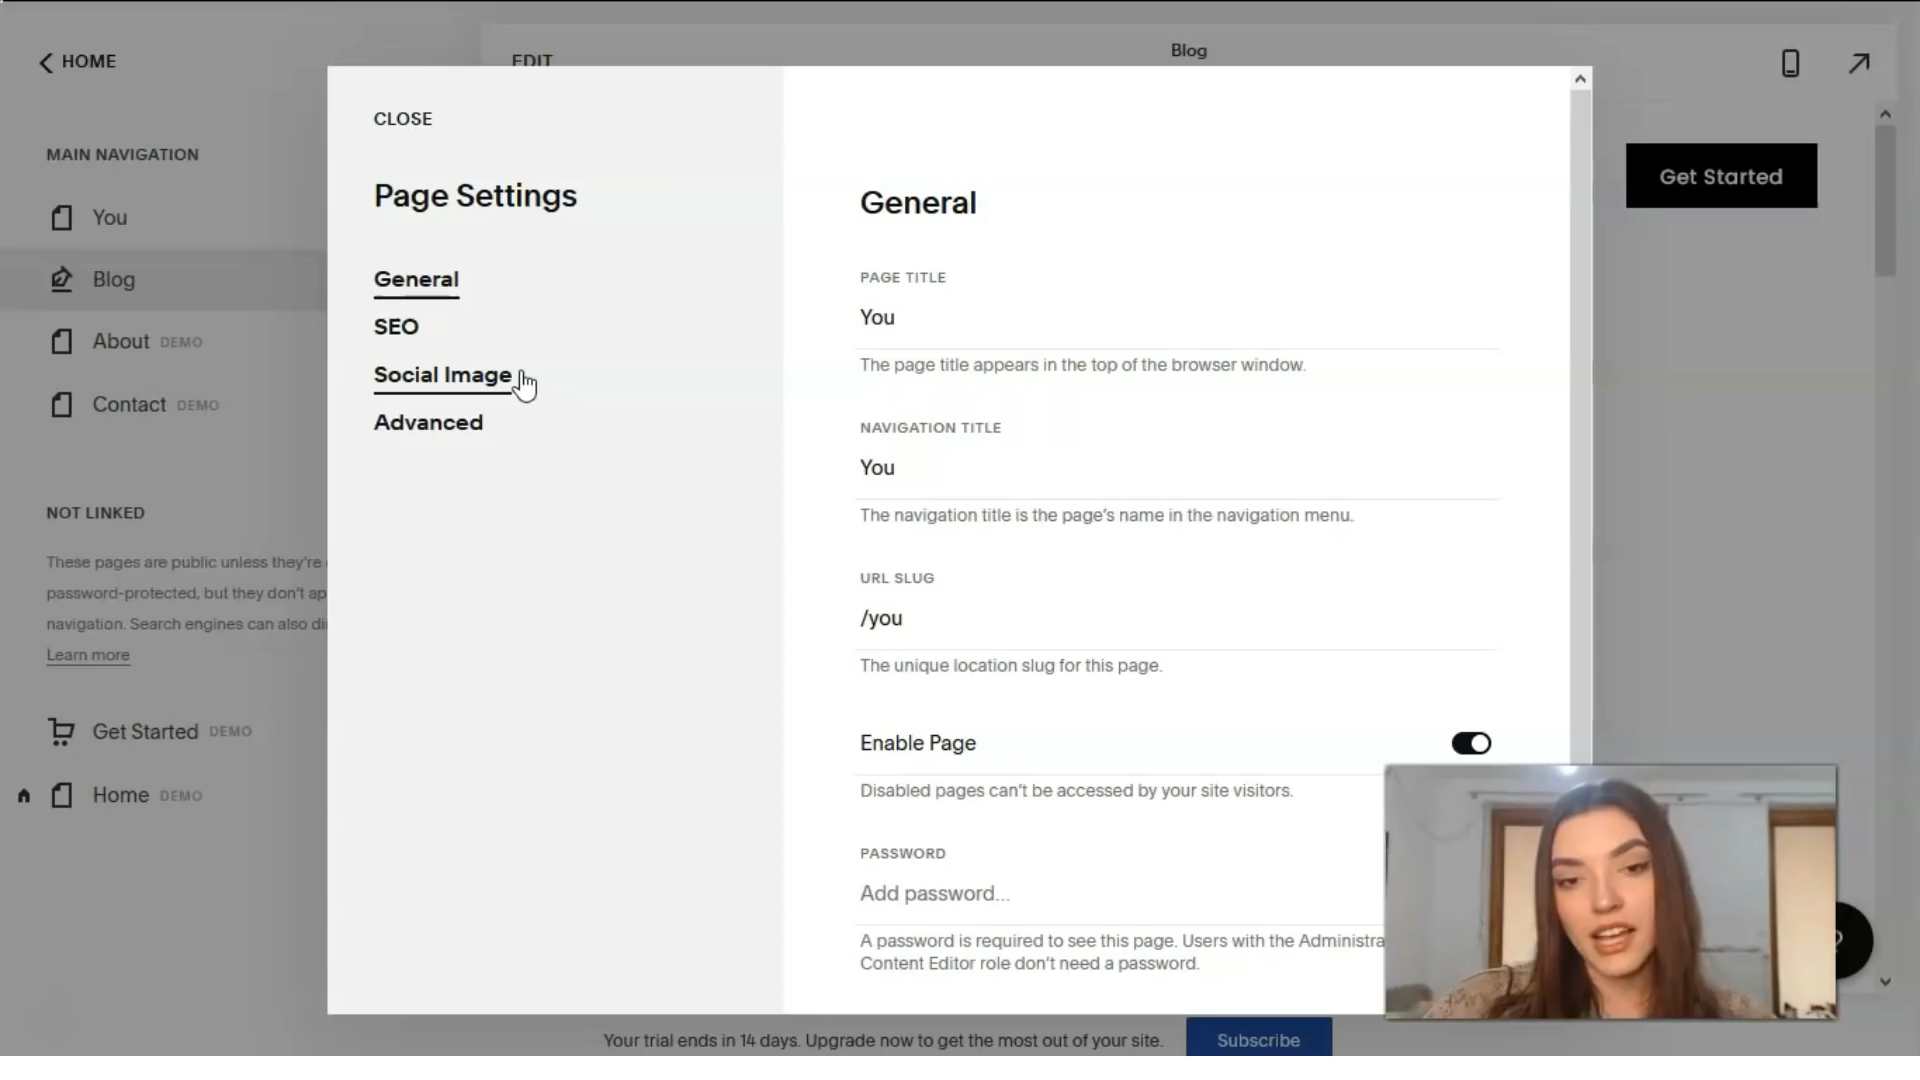 HOME
EDIT
Blog
MAIN NAVIGATION
You
Blog
About DEMO
Contact DEMO
NOT LINKED
These pages are public unless they're
password-protected, but they don't ap
navigation. Search engines can also di
Learn more
Get Started DEMO
Home DEMO
CLOSE
Page Settings
General
SEO
Social Image
Advanced
General
PAGE TITLE
You
The page title appears in the top of the browser window.
NAVIGATION TITLE
You
The navigation title is the page's name in the navigation menu.
URL SLUG
/you
The unique location slug for this page.
Enable Page
Disabled pages can't be accessed by your site visitors.
PASSWORD
Add password...
A password is required to see this page. Users with the Administra
Content Editor role don't need a password.
Get Started
Your trial ends in 14 days. Upgrade now to get the most out of your site.
Subscribe